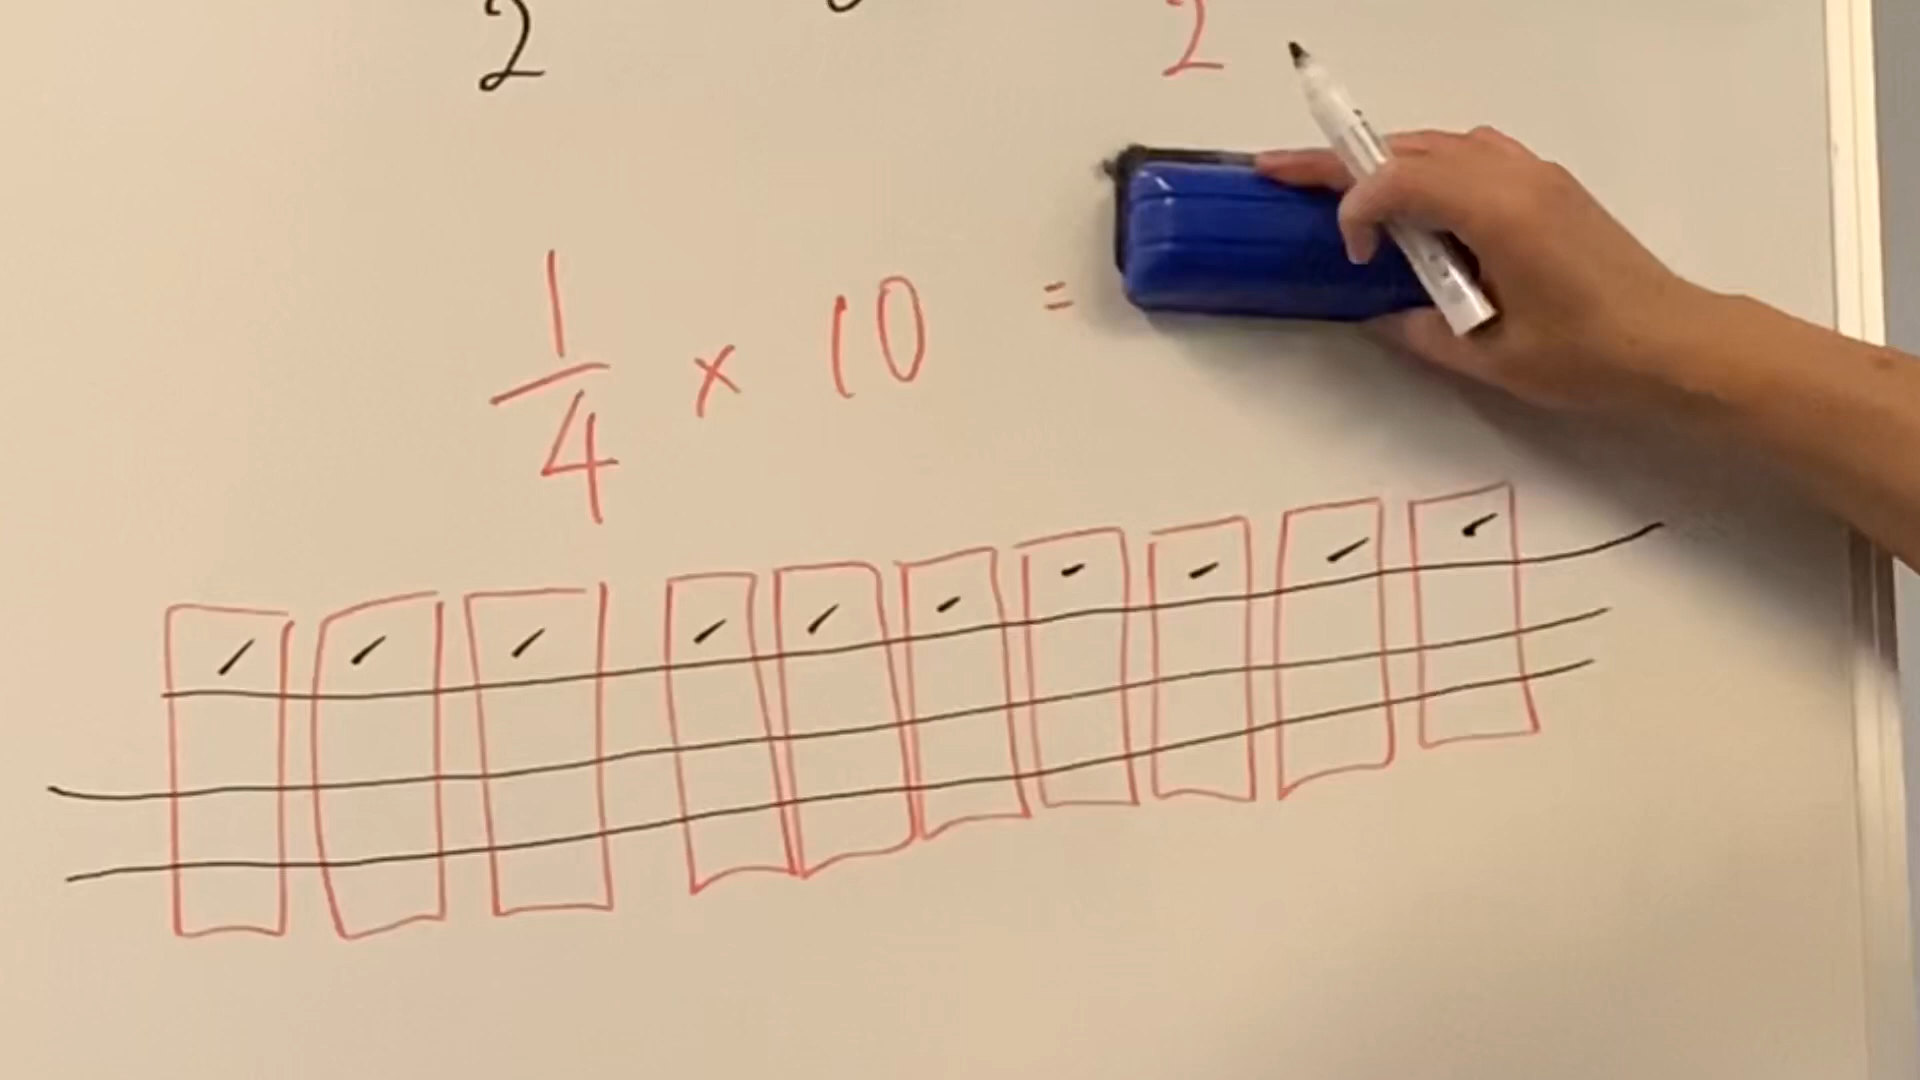 2 2
1/4 × 10 =